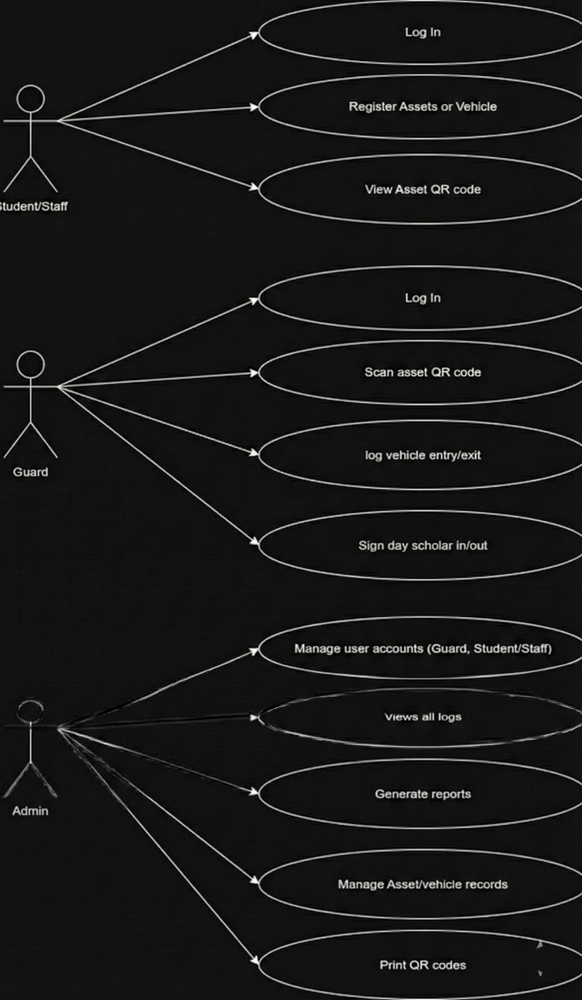 Log In
Register Assets or Vehicle
View Asset QR code
Student/Staff
Log In
Scan asset QR code
log vehicle entry/exit
Sign day scholar in/out
Guard
Manage user accounts (Guard, Student/Staff)
Views all logs
Generate reports
Manage Asset/vehicle records
Print QR codes
Admin